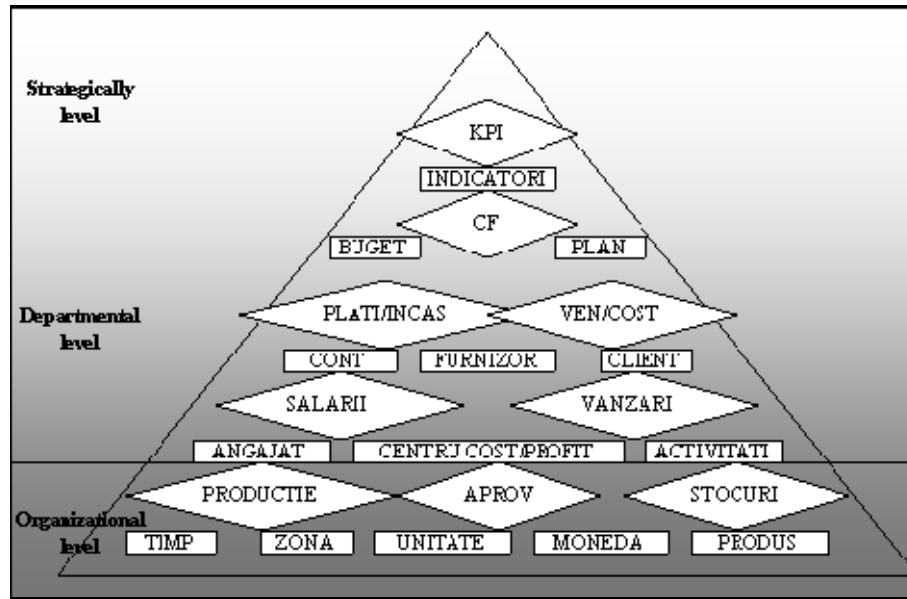 Strategically
level
KPI
INDICATORI
CF
BUGET
PLAN
Departmental
level
PLATI/INCAS
VEN/COST
CONT
FURNIZOR
CLIENT
SALARII
VANZARI
ANGAJAT
CENTRU COST/PROFIT
ACTIVITATI
Organizational
level
PRODUCTIE
APROV
STOCURI
TIMP
ZONA
UNITATE
MONEDA
PRODUS